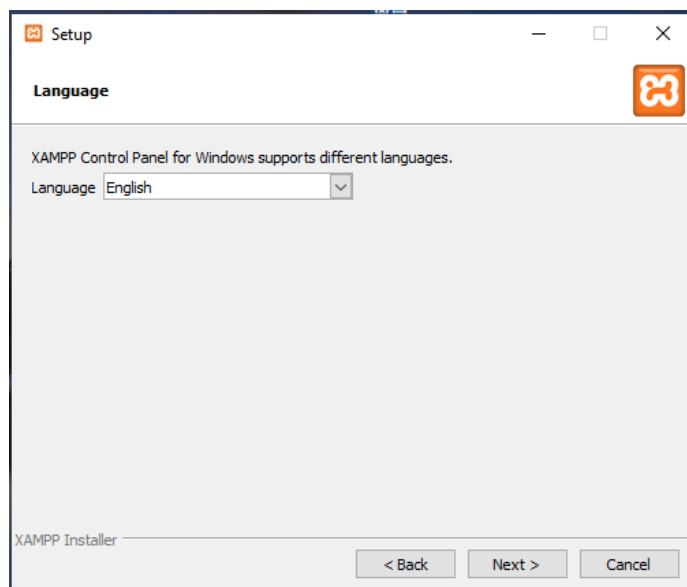 Setup
Language
XAMPP Control Panel for Windows supports different languages.
Language English
XAMPP Installer
< Back Next > Cancel